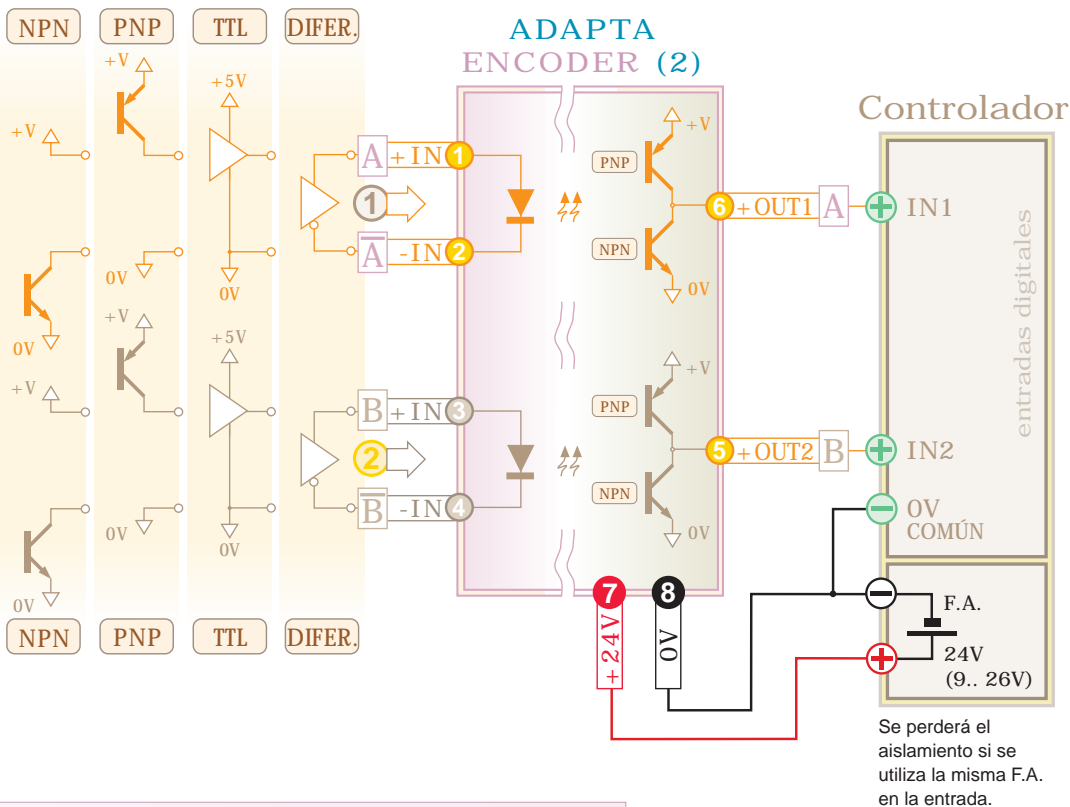 NPN PNP TTL DIFER.
ADAPTA
ENCODER (2)
Controlador
+V
+5V
+V
+V
A +IN 1
PNP
1
6 +OUT1 A + IN1
NPN
A -IN 2
0V
0V
0V
0V
entradas digitales
+V
+5V
+V
+V
B +IN 3
PNP
2
5 +OUT2 B + IN2
NPN
B -IN 4
0V
0V
0V
0V
− 0V
COMÚN
7 8
+24V
0V
−
F.A.
+ 24V
(9.. 26V)
NPN PNP TTL DIFER.
Se perderá el
aislamiento si se
utiliza la misma F.A.
en la entrada.